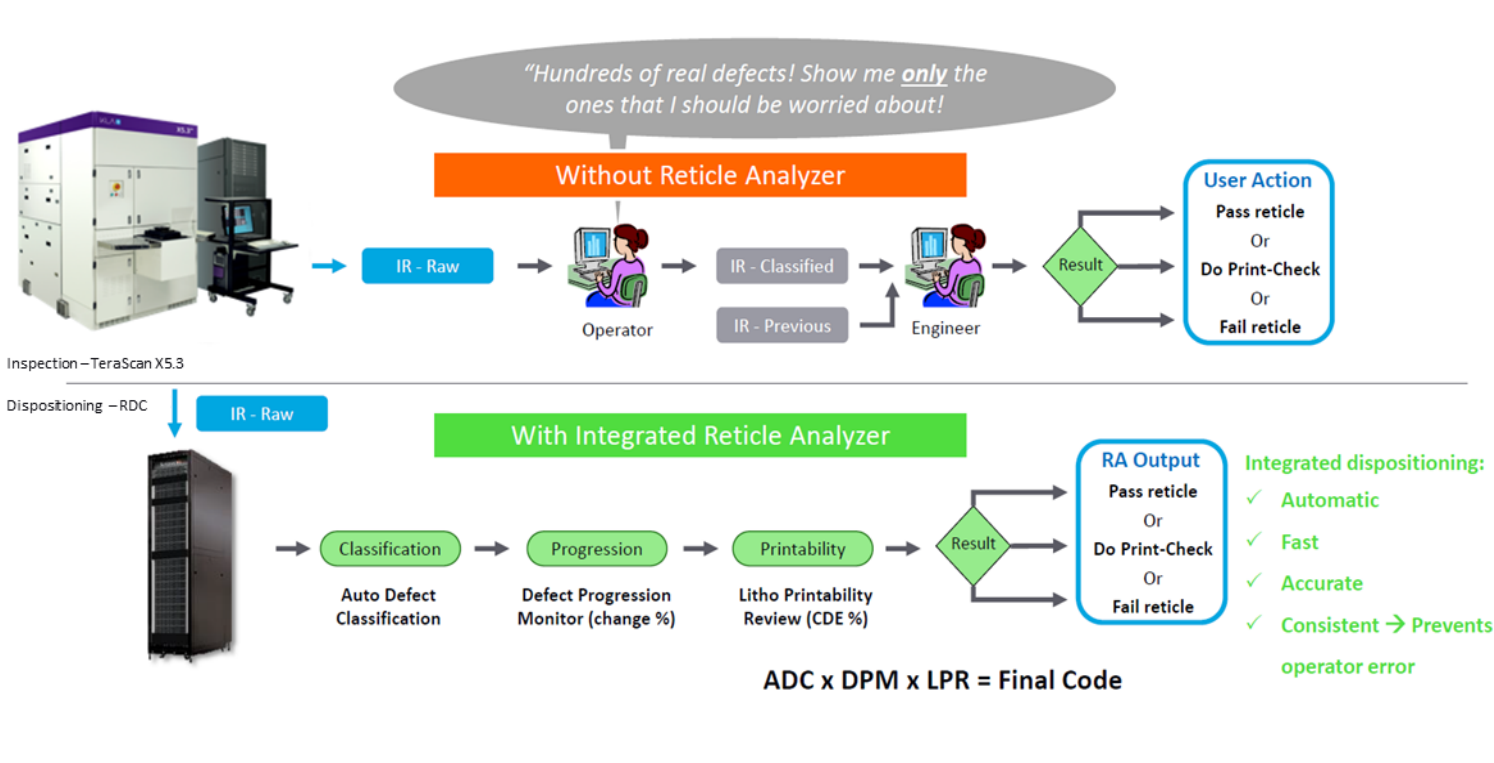 “Hundreds of real defects! Show me only the
ones that I should be worried about!
KLA
X5.3™
Without Reticle Analyzer
User Action
Pass reticle
Or
Do Print-Check
Or
Fail reticle
IR - Raw
Operator
IR - Classified
IR - Previous
Engineer
Result
Inspection – TeraScan X5.3
Dispositioning – RDC
IR - Raw
With Integrated Reticle Analyzer
Classification
Auto Defect
Classification
Progression
Defect Progression
Monitor (change %)
Printability
Litho Printability
Review (CDE %)
Result
RA Output
Pass reticle
Or
Do Print-Check
Or
Fail reticle
Integrated dispositioning:
✓ Automatic
✓ Fast
✓ Accurate
✓ Consistent → Prevents
operator error
ADC x DPM x LPR = Final Code